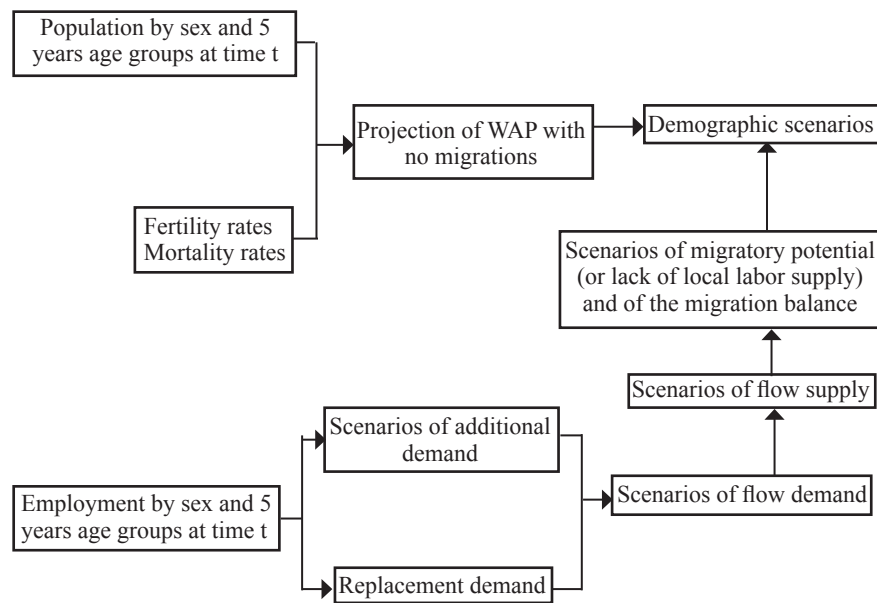 Population by sex and 5
years age groups at time t
Projection of WAP with
no migrations
Demographic scenarios
Fertility rates
Mortality rates
Scenarios of migratory potential
(or lack of local labor supply)
and of the migration balance
Scenarios of flow supply
Scenarios of additional
demand
Employment by sex and 5
years age groups at time t
Scenarios of flow demand
Replacement demand